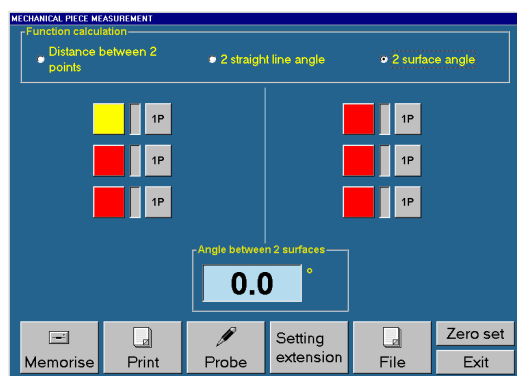 MECHANICAL PIECE MEASUREMENT
Function calculation
Distance between 2
points
2 straight line angle
2 surface angle
1P
1P
1P
1P
1P
1P
Angle between 2 surfaces
0.0 °
Memorise
Print
Probe
Setting
extension
File
Zero set
Exit